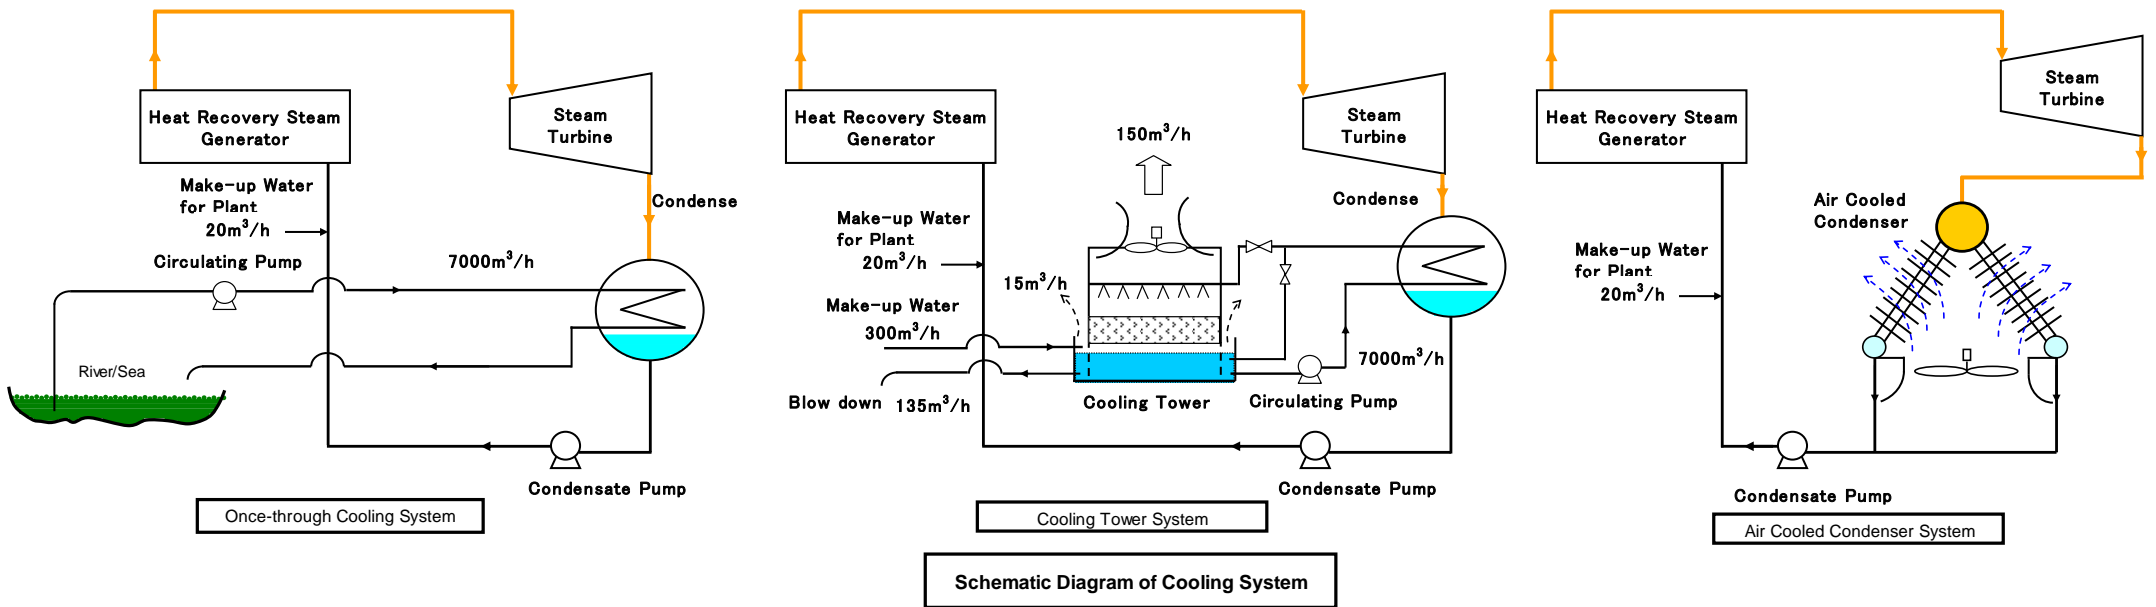 Heat Recovery Steam
Generator
Steam
Turbine
Make-up Water
for Plant
20m³/h
Condense
Circulating Pump
7000m³/h
River/Sea
Condensate Pump
Once-through Cooling System
Heat Recovery Steam
Generator
150m³/h
Steam
Turbine
Make-up Water
for Plant
20m³/h
Condense
15m³/h
Make-up Water
300m³/h
7000m³/h
Blow down 135m³/h
Cooling Tower
Circulating Pump
Condensate Pump
Cooling Tower System
Heat Recovery Steam
Generator
Steam
Turbine
Air Cooled
Condenser
Make-up Water
for Plant
20m³/h
Condensate Pump
Air Cooled Condenser System
Schematic Diagram of Cooling System